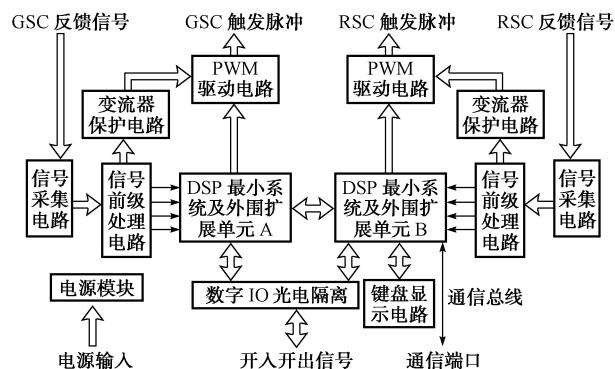 GSC 反馈信号
GSC 触发脉冲
RSC 触发脉冲
RSC 反馈信号
PWM
驱动电路
PWM
驱动电路
变流器
保护电路
变流器
保护电路
信号
采集
电路
信号
前级
处理
电路
DSP 最小系
统及外围扩
展单元 A
DSP 最小系
统及外围扩
展单元 B
信号
前级
处理
电路
信号
采集
电路
电源模块
数字 IO 光电隔离
键盘显
示电路
通信总线
电源输入
开入开出信号
通信端口